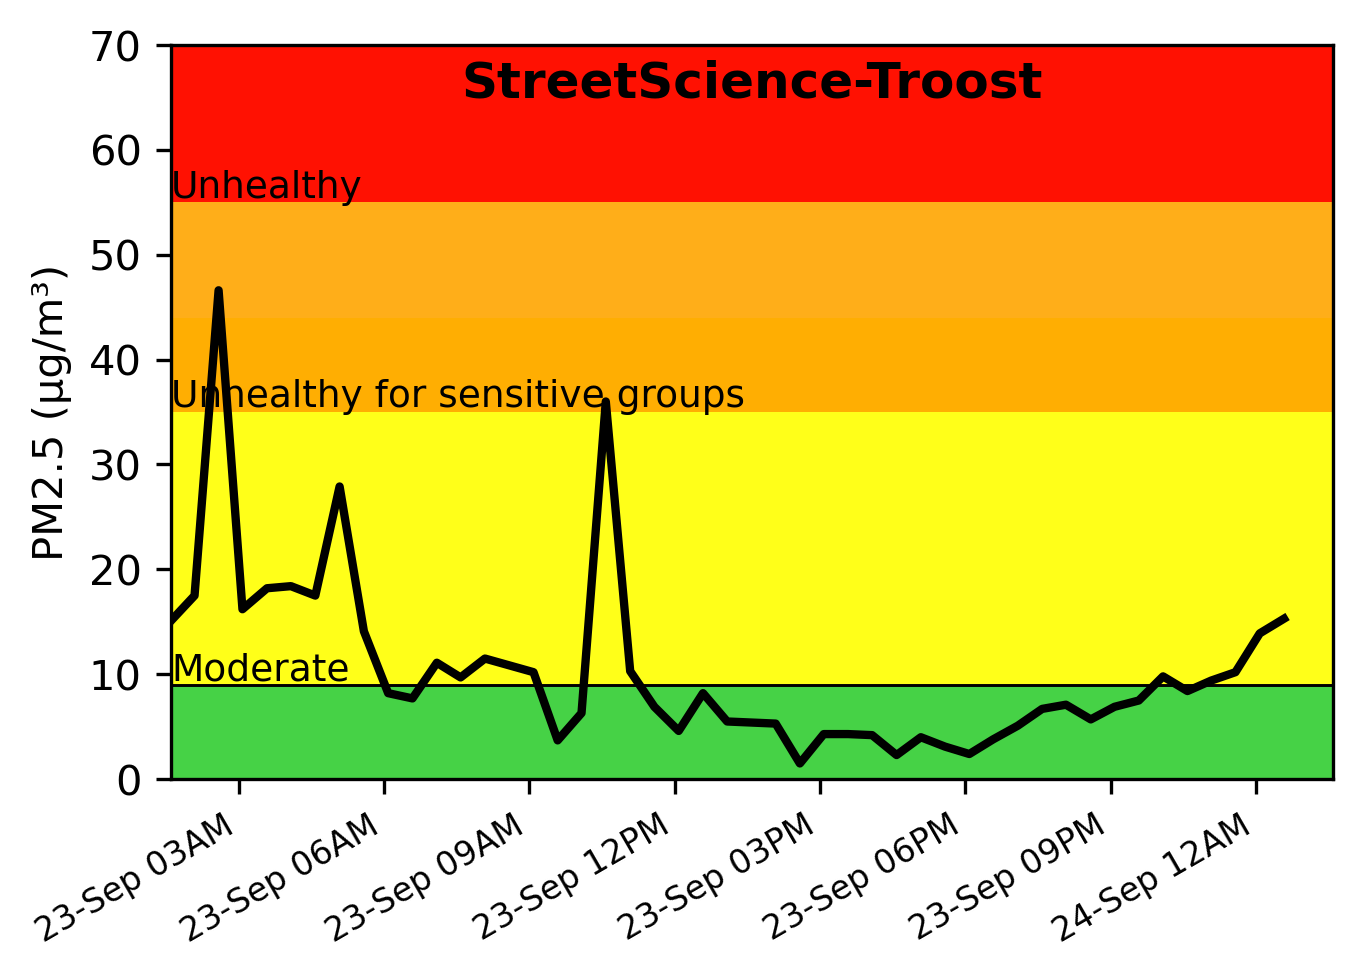 StreetScience-Troost
70
60
50
40
30
20
10
0
PM2.5 (μg/m³)
Unhealthy
Unhealthy for sensitive groups
Moderate
23-Sep 03AM
23-Sep 06AM
23-Sep 09AM
23-Sep 12PM
23-Sep 03PM
23-Sep 06PM
23-Sep 09PM
24-Sep 12AM